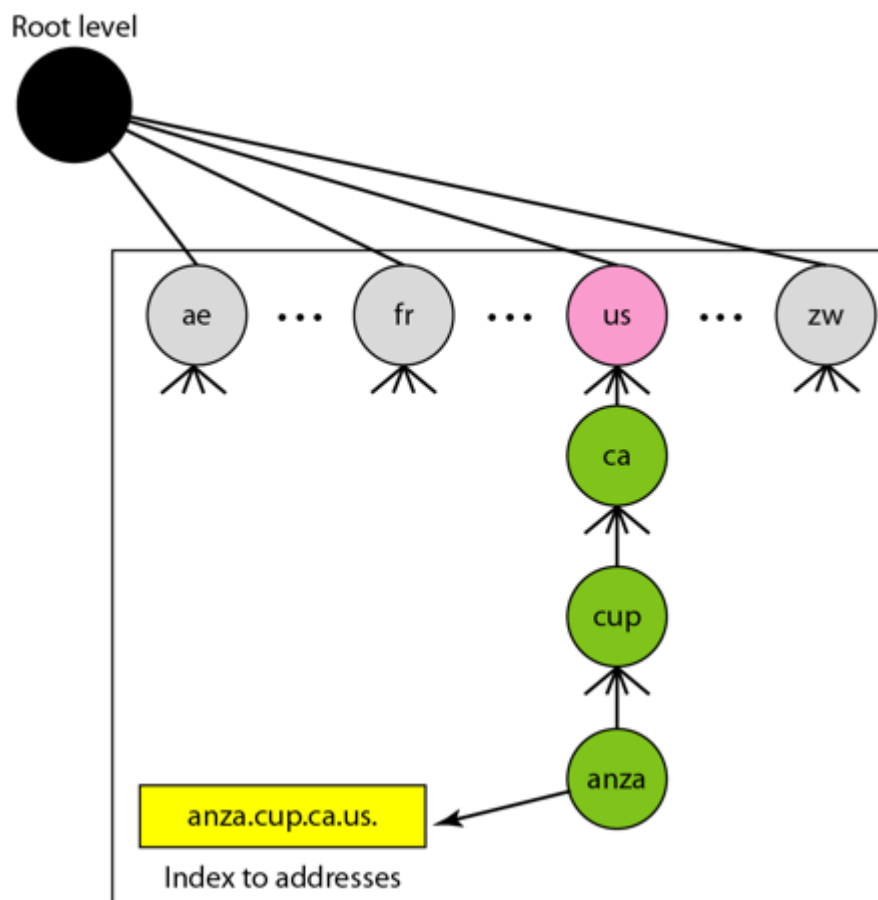 Root level
ae ... fr ... us ... zw
ca
cup
anza
anza.cup.ca.us.
Index to addresses